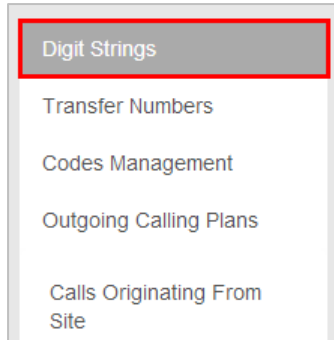 Digit Strings
Transfer Numbers
Codes Management
Outgoing Calling Plans
Calls Originating From
Site